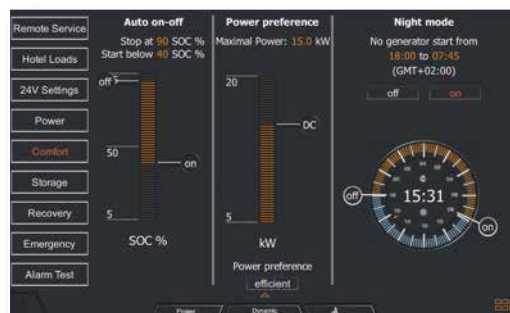 Remote Service
Hotel Loads
24V Settings
Power
Comfort
Storage
Recovery
Emergency
Alarm Test
Auto on-off
Stop at 90 SOC %
Start below 40 SOC %
off
50
on
5
SOC %
Power preference
Maximal Power: 15.0 kW
20
DC
5
kW
Power preference
efficient
Night mode
No generator start from
18:00 to 07:45
(GMT+02:00)
off on
off
15:31
on
Power
Dynamic